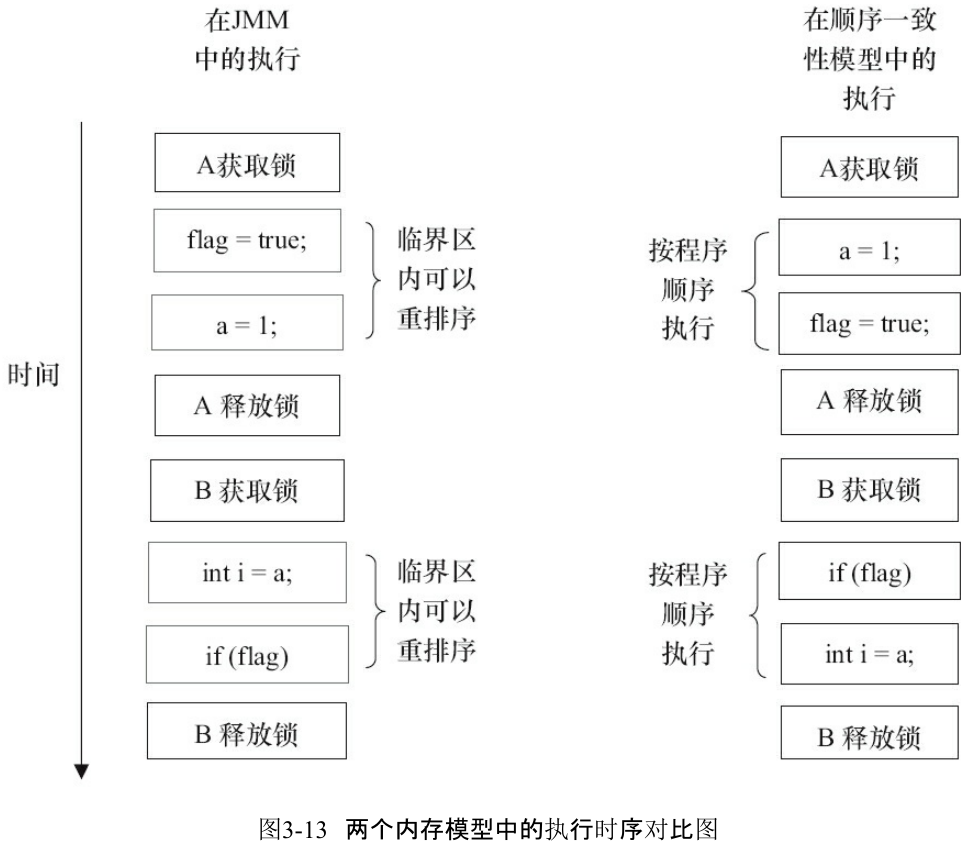 在JMM
中的执行
在顺序一致
性模型中的
执行
时间
A获取锁
flag = true;
a = 1;
临界区
内可以
重排序
A 释放锁
B 获取锁
int i = a;
if (flag)
临界区
内可以
重排序
B 释放锁
A获取锁
按程序
顺序
执行
a = 1;
flag = true;
A 释放锁
B 获取锁
按程序
顺序
执行
if (flag)
int i = a;
B 释放锁
图3-13 两个内存模型中的执行时序对比图